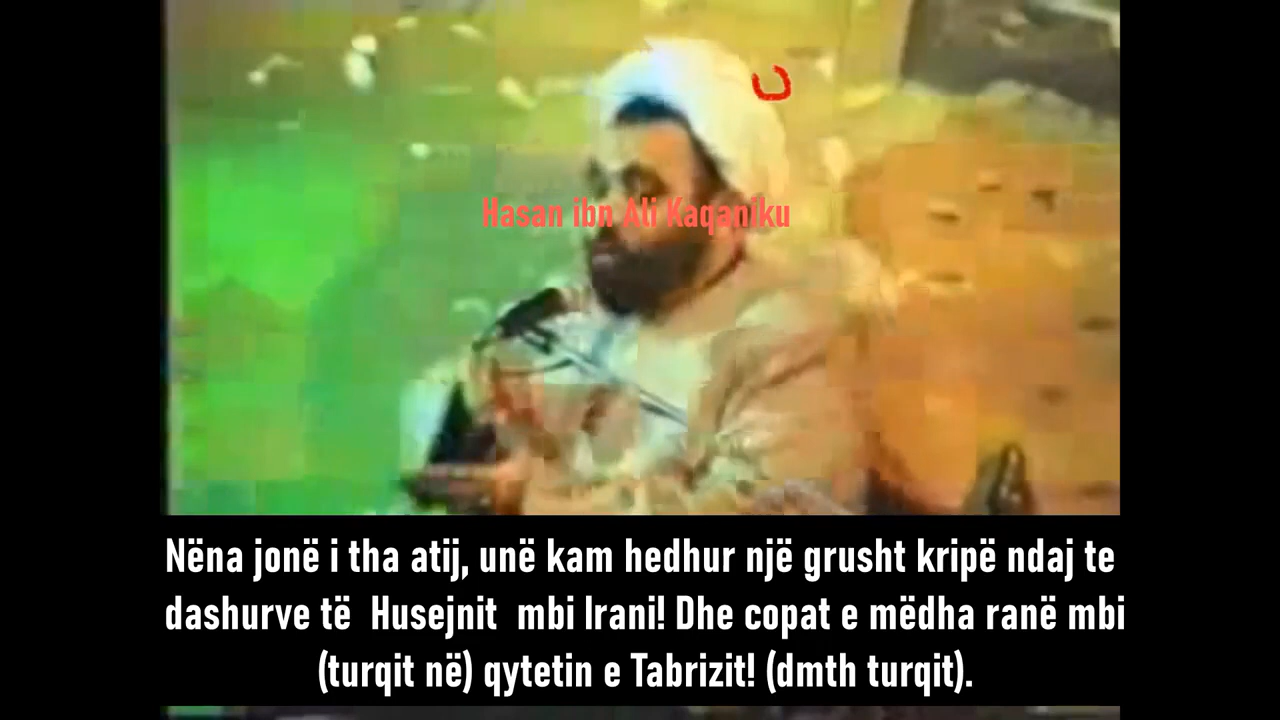 ن
Hasan ibn Ali Kaqaniku
Nëna jonë i tha atij, unë kam hedhur një grusht kripë ndaj te
dashurve të Husejnit mbi Irani! Dhe copat e mëdha ranë mbi
(turqit në) qytetin e Tabrizit! (dmth turqit).